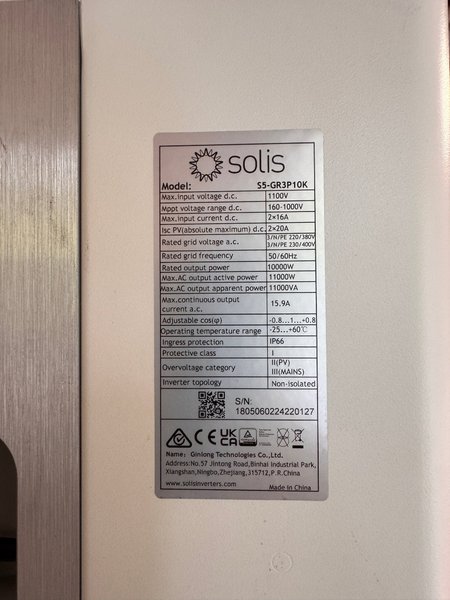 solis
Model: S5-GR3P10K
Max.input voltage d.c. 1100V
Mppt voltage range d.c. 160-1000V
Max.input current d.c. 2×16A
Isc PV(absolute maximum) d.c. 2×20A
Rated grid voltage a.c. 3/N/PE 220/380V
3/N/PE 230/400V
Rated grid frequency 50/60Hz
Rated output power 10000W
Max.AC output active power 11000W
Max.AC output apparent power 11000VA
Max.continuous output
current a.c. 15.9A
Adjustable cos(φ) -0.8...1...+0.8
Operating temperature range -25...+60℃
Ingress protection IP66
Protective class I
Overvoltage category II(PV)
III(MAINS)
Inverter topology Non-isolated
S/N:
1805060224220127
CE UK
CA
Name: Ginlong Technologies Co.,Ltd.
Address:No.57 Jintong Road,Binhai Industrial Park,
Xiangshan,Ningbo,Zhejiang,315712,P.R.China
www.solisinverters.com Made in China